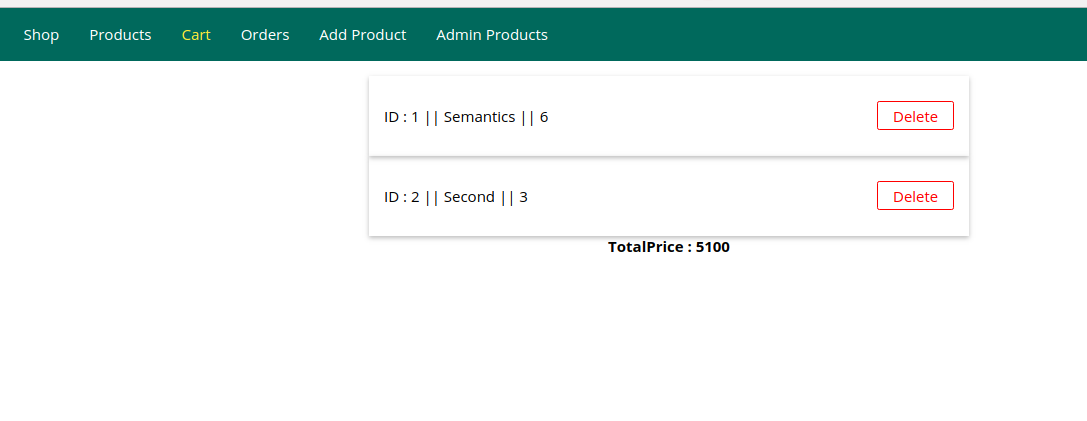 Shop Products Cart Orders Add Product Admin Products
ID : 1 || Semantics || 6 Delete
ID : 2 || Second || 3 Delete
TotalPrice : 5100